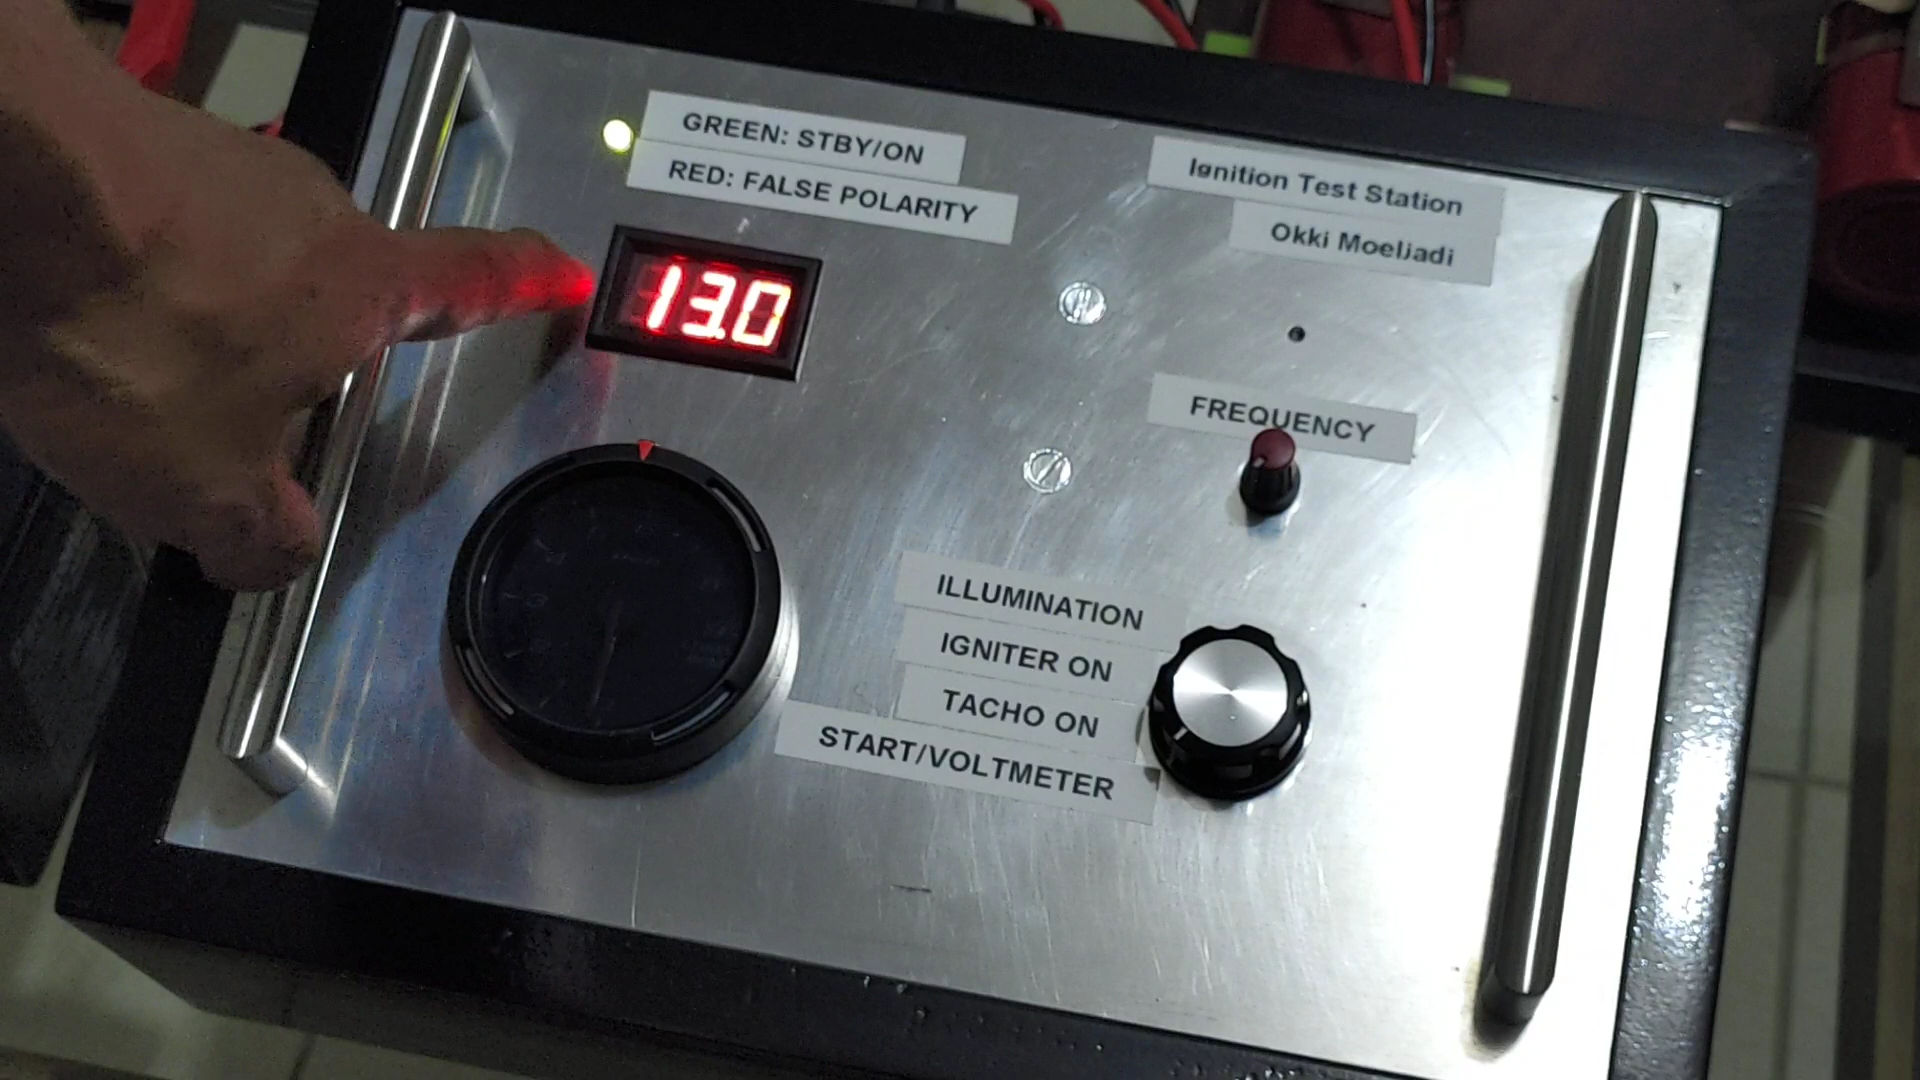 GREEN: STBY/ON
RED: FALSE POLARITY
13.0
Ignition Test Station
Okki Moeljadi
FREQUENCY
ILLUMINATION
IGNITER ON
TACHO ON
START/VOLTMETER